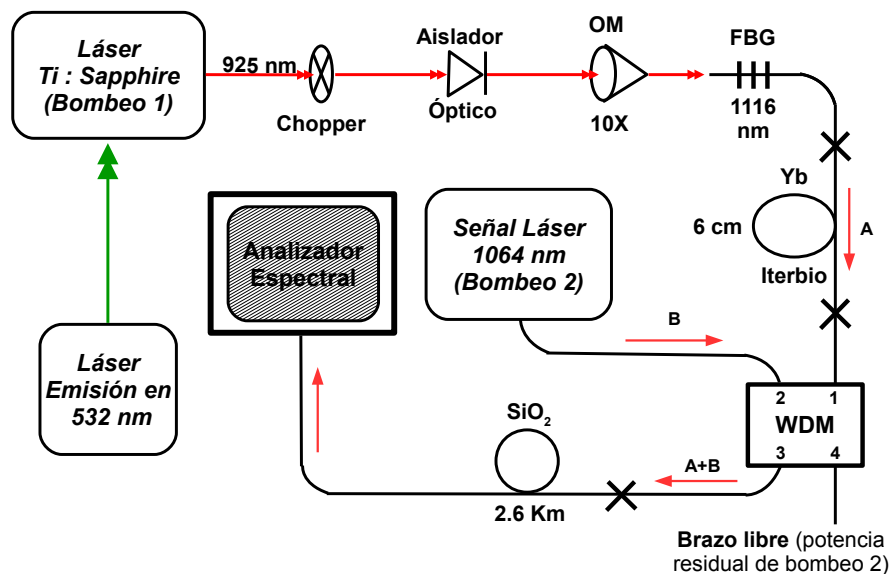 Láser
Ti : Sapphire
(Bombeo 1)
925 nm
Chopper
Aislador
Óptico
OM
10X
FBG
1116
nm
Yb
6 cm
Iterbio
A
Analizador
Espectral
Señal Láser
1064 nm
(Bombeo 2)
B
Láser
Emisión en
532 nm
2 1
WDM
3 4
SiO₂
2.6 Km
A+B
Brazo libre (potencia
residual de bombeo 2)